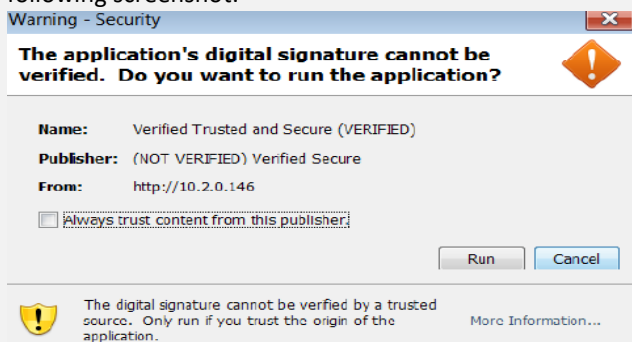 following screenshot.
Warning - Security
The application's digital signature cannot be
verified. Do you want to run the application?
Name: Verified Trusted and Secure (VERIFIED)
Publisher: (NOT VERIFIED) Verified Secure
From: http://10.2.0.146
Always trust content from this publisher.
Run Cancel
The digital signature cannot be verified by a trusted
source. Only run if you trust the origin of the
application.
More Information...